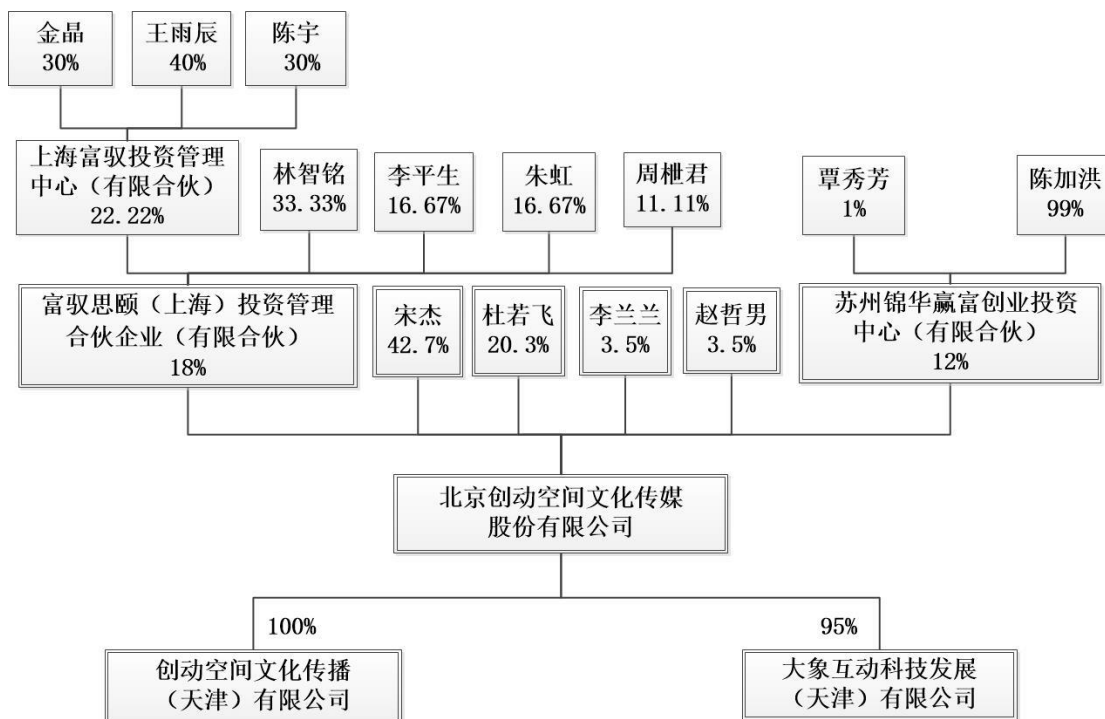 金晶
30%
王雨辰
40%
陈宇
30%
上海富驭投资管理
中心（有限合伙）
22.22%
林智铭
33.33%
李平生
16.67%
朱虹
16.67%
周樾君
11.11%
覃秀芳
1%
陈加洪
99%
富驭思颐（上海）投资管理
合伙企业（有限合伙）
18%
宋杰
42.7%
杜若飞
20.3%
李兰兰
3.5%
赵哲男
3.5%
苏州锦华赢富创业投资
中心（有限合伙）
12%
北京创动空间文化传媒
股份有限公司
100%
95%
创动空间文化传播
（天津）有限公司
大象互动科技发展
（天津）有限公司